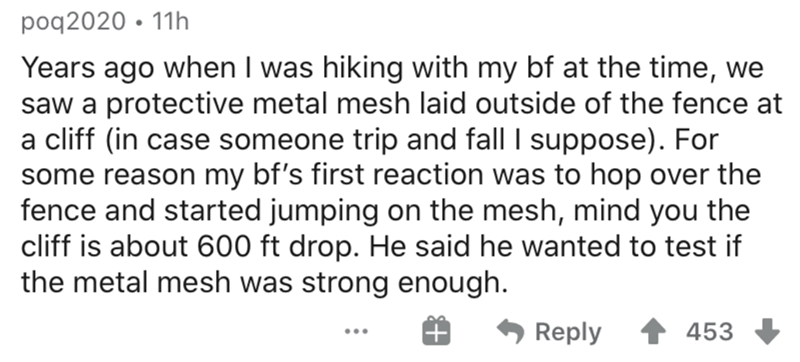 poq2020 • 11h
Years ago when I was hiking with my bf at the time, we
saw a protective metal mesh laid outside of the fence at
a cliff (in case someone trip and fall I suppose). For
some reason my bf's first reaction was to hop over the
fence and started jumping on the mesh, mind you the
cliff is about 600 ft drop. He said he wanted to test if
the metal mesh was strong enough.
... Reply 453